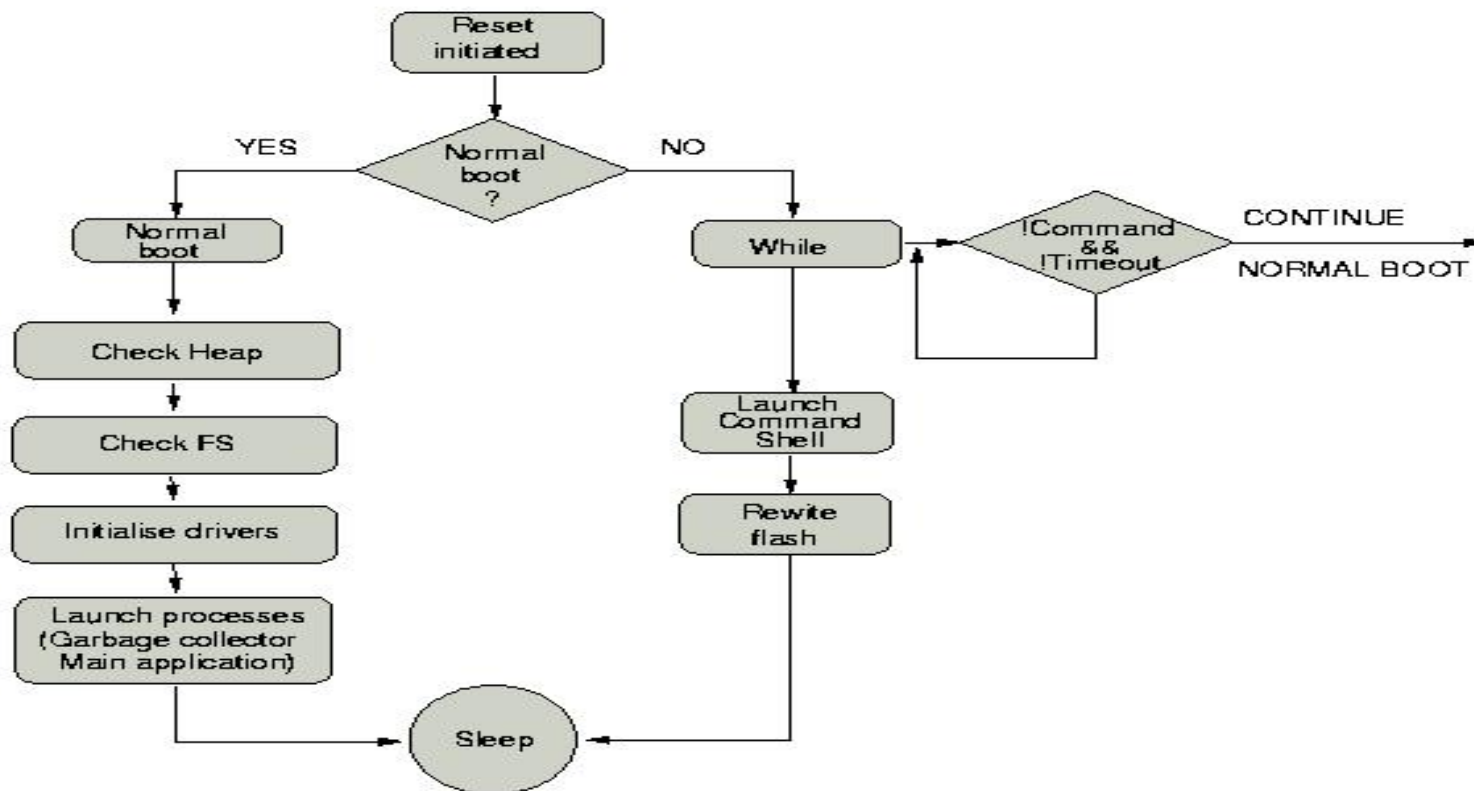 Reset
initiated
YES
Normal
boot
?
NO
Normal
boot
While
!Command
&&
!Timeout
CONTINUE
NORMAL BOOT
Check Heap
Check FS
Initialise drivers
Launch processes
(Garbage collector
Main application)
Launch
Command
Shell
Rewite
flash
Sleep